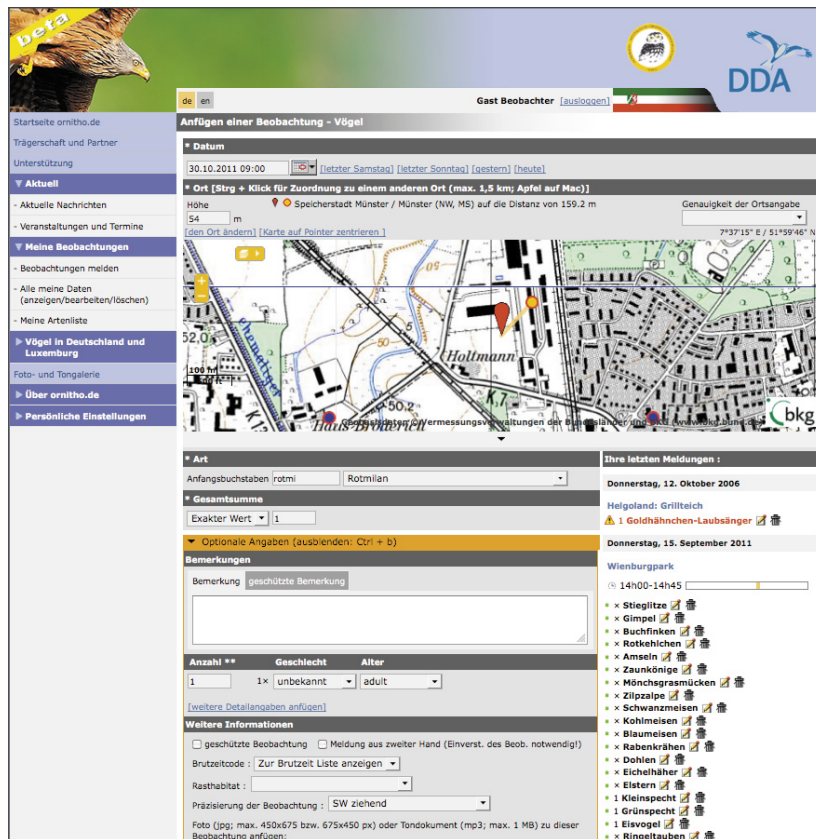 beta
DDA
de en
Gast Beobachter [ausloggen]
Startseite ornitho.de
Trägerschaft und Partner
Unterstützung
Aktuell
- Aktuelle Nachrichten
- Veranstaltungen und Termine
Meine Beobachtungen
- Beobachtungen melden
- Alle meine Daten
(anzeigen/bearbeiten/löschen)
- Meine Artenliste
Vögel in Deutschland und
Luxemburg
Foto- und Tongalerie
Über ornitho.de
Persönliche Einstellungen
Anfügen einer Beobachtung - Vögel
* Datum
30.10.2011 09:00 [letzter Samstag] [letzter Sonntag] [gestern] [heute]
* Ort [Strg + Klick für Zuordnung zu einem anderen Ort (max. 1,5 km; Apfel auf Mac)]
Höhe Speicherstadt Münster / Münster (NW, MS) auf die Distanz von 159.2 m Genauigkeit der Ortsangabe
54 m
[den Ort ändern] [Karte auf Pointer zentrieren ] 7°37'15" E / 51°59'46" N
+
−
50
5
50
52,0
(Holtmann)
100 m
50.2
K 7
K1
Haus Bröderich
Geobasisdaten © Vermessungsverwaltungen der Bundesländer und BKG (www.bkg.bund.de)
bkg
* Art
Anfangsbuchstaben rotmi Rotmilan
* Gesamtsumme
Exakter Wert 1
Optionale Angaben (ausblenden: Ctrl + b)
Bemerkungen
Bemerkung geschützte Bemerkung
Anzahl ** Geschlecht Alter
1 1× unbekannt adult
[weitere Detailangaben anfügen]
Weitere Informationen
geschützte Beobachtung Meldung aus zweiter Hand (Einverst. des Beob. notwendig!)
Brutzeitcode : Zur Brutzeit Liste anzeigen
Rasthabitat :
Präzisierung der Beobachtung : SW ziehend
Foto (jpg; max. 450x675 bzw. 675x450 px) oder Tondokument (mp3; max. 1 MB) zu dieser
Beobachtung anfügen:
Ihre letzten Meldungen :
Donnerstag, 12. Oktober 2006
Helgoland: Grillteich
1 Goldhähnchen-Laubsänger
Donnerstag, 15. September 2011
Wienburgpark
14h00-14h45
× Stieglitze
× Gimpel
× Buchfinken
× Rotkehlchen
× Amseln
× Zaunkönige
× Mönchsgrasmücken
× Zilpzalpe
× Schwanzmeisen
× Kohlmeisen
× Blaumeisen
× Rabenkrähen
× Dohlen
× Eichelhäher
× Elstern
1 Kleinspecht
1 Grünspecht
1 Eisvogel
× Ringeltauben